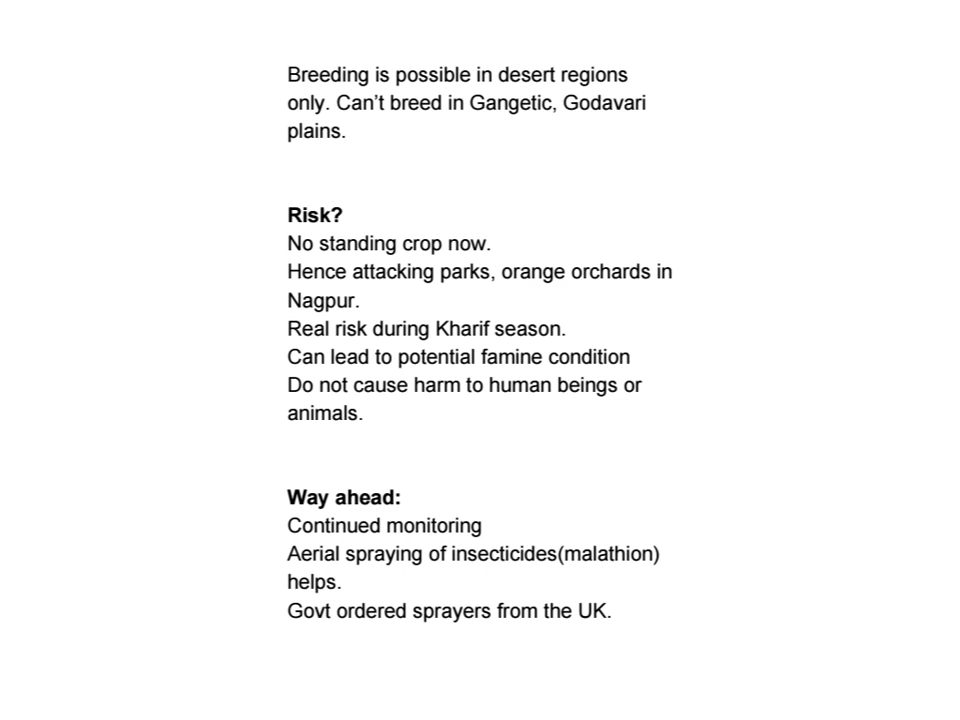 Breeding is possible in desert regions
only. Can’t breed in Gangetic, Godavari
plains.
Risk?
No standing crop now.
Hence attacking parks, orange orchards in
Nagpur.
Real risk during Kharif season.
Can lead to potential famine condition
Do not cause harm to human beings or
animals.
Way ahead:
Continued monitoring
Aerial spraying of insecticides(malathion)
helps.
Govt ordered sprayers from the UK.